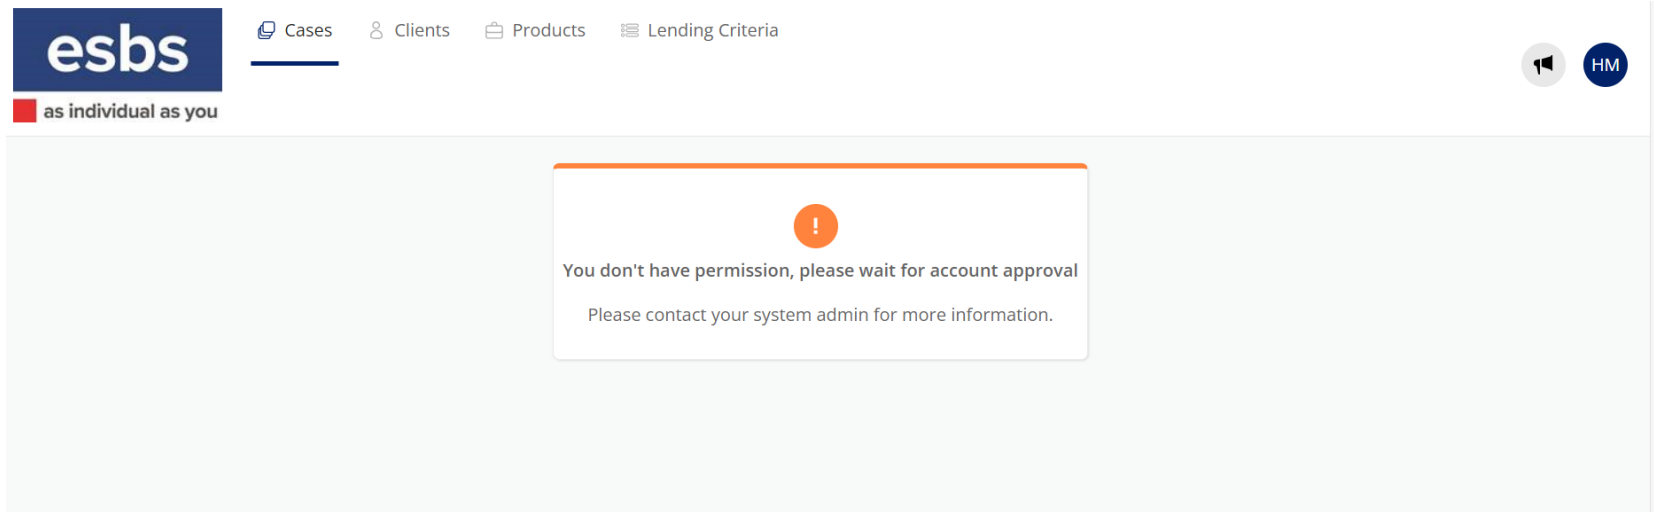 esbs
as individual as you
Cases
Clients
Products
Lending Criteria
HM
!
You don't have permission, please wait for account approval
Please contact your system admin for more information.